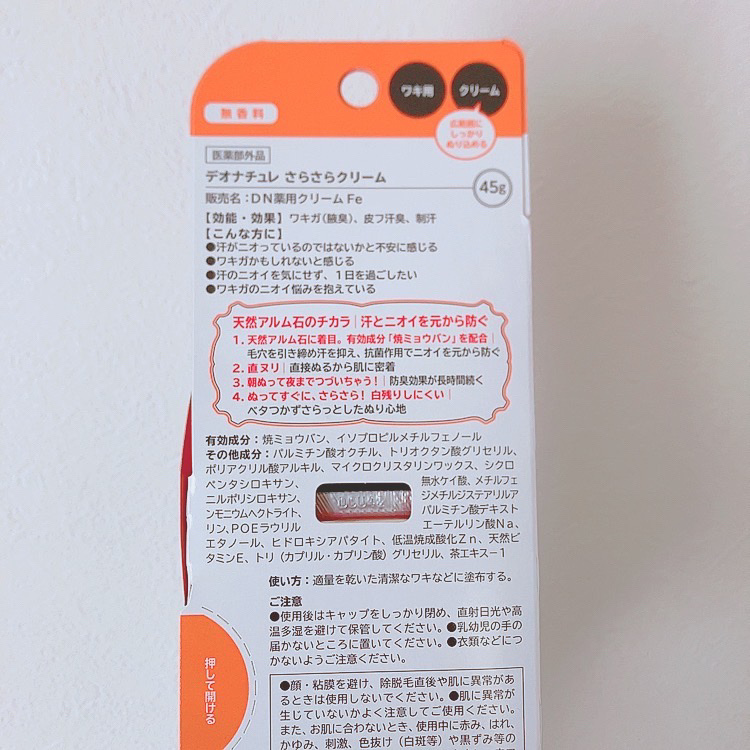 ワキ用
クリーム
無香料
広範囲に
しっかり
ぬり込める
医薬部外品
デオナチュレ さらさらクリーム
45g
販売名：DN薬用クリームFe
【効能・効果】ワキガ(腋臭)、皮フ汗臭、制汗
【こんな方に】
●汗がニオっているのではないかと不安に感じる
●ワキガかもしれないと感じる
●汗のニオイを気にせず、1日を過ごしたい
●ワキガのニオイ悩みを抱えている
天然アルム石のチカラ｜汗とニオイを元から防ぐ
1. 天然アルム石に着目。有効成分「焼ミョウバン」を配合｜
毛穴を引き締め汗を抑え、抗菌作用でニオイを元から防ぐ
2. 直ヌリ｜直接ぬるから肌に密着
3. 朝ぬって夜までつづいちゃう！｜防臭効果が長時間続く
4. ぬってすぐに、さらさら！白残りしにくい｜
ベタつかずさらっとしたぬり心地
有効成分：焼ミョウバン、イソプロピルメチルフェノール
その他成分：パルミチン酸オクチル、トリオクタン酸グリセリル、
ポリアクリル酸アルキル、マイクロクリスタリンワックス、シクロ
ペンタシロキサン、 無水ケイ酸、メチルフェ
ニルポリシロキサン、 ジメチルジステアリルア
ンモニウムヘクトライト、 パルミチン酸デキスト
リン、POEラウリル エーテルリン酸Na、
エタノール、ヒドロキシアパタイト、低温焼成酸化Zn、天然ビ
タミンE、トリ（カプリル・カプリン酸）グリセリル、茶エキス－1
使い方：適量を乾いた清潔なワキなどに塗布する。
ご注意
●使用後はキャップをしっかり閉め、直射日光や高
温多湿を避けて保管してください。●乳幼児の手の
届かないところに置いてください。●衣類などにつ
かないようご注意ください。
押して開ける
●顔・粘膜を避け、除脱毛直後や肌に異常があ
るときは使用しないでください。●肌に異常が
生じていないかよく注意してご使用ください。
また、お肌に合わないとき、使用中に赤み、はれ、
かゆみ、刺激、色抜け（白斑等）や黒ずみ等の